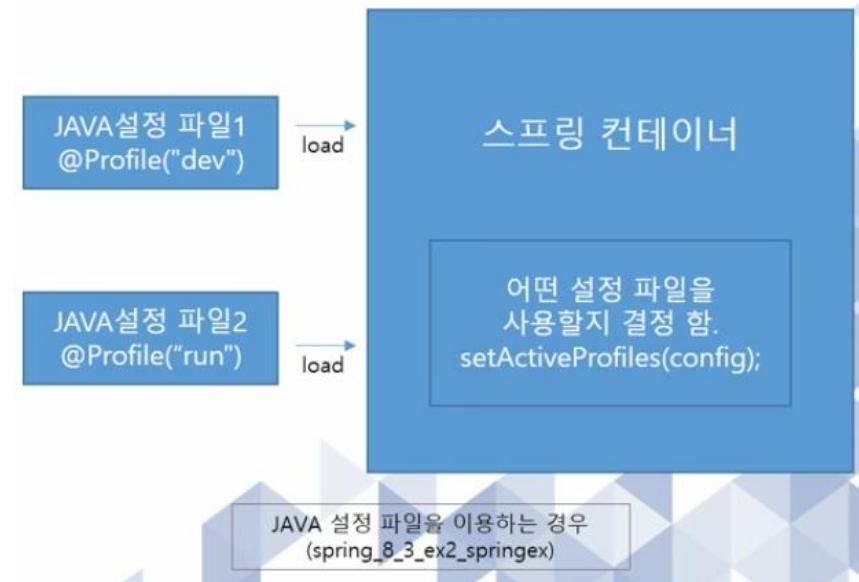 JAVA설정 파일1
@Profile("dev")
load
스프링 컨테이너
JAVA설정 파일2
@Profile(“run")
load
어떤 설정 파일을
사용할지 결정 함.
setActiveProfiles(config);
JAVA 설정 파일을 이용하는 경우
(spring_8_3_ex2_springex)